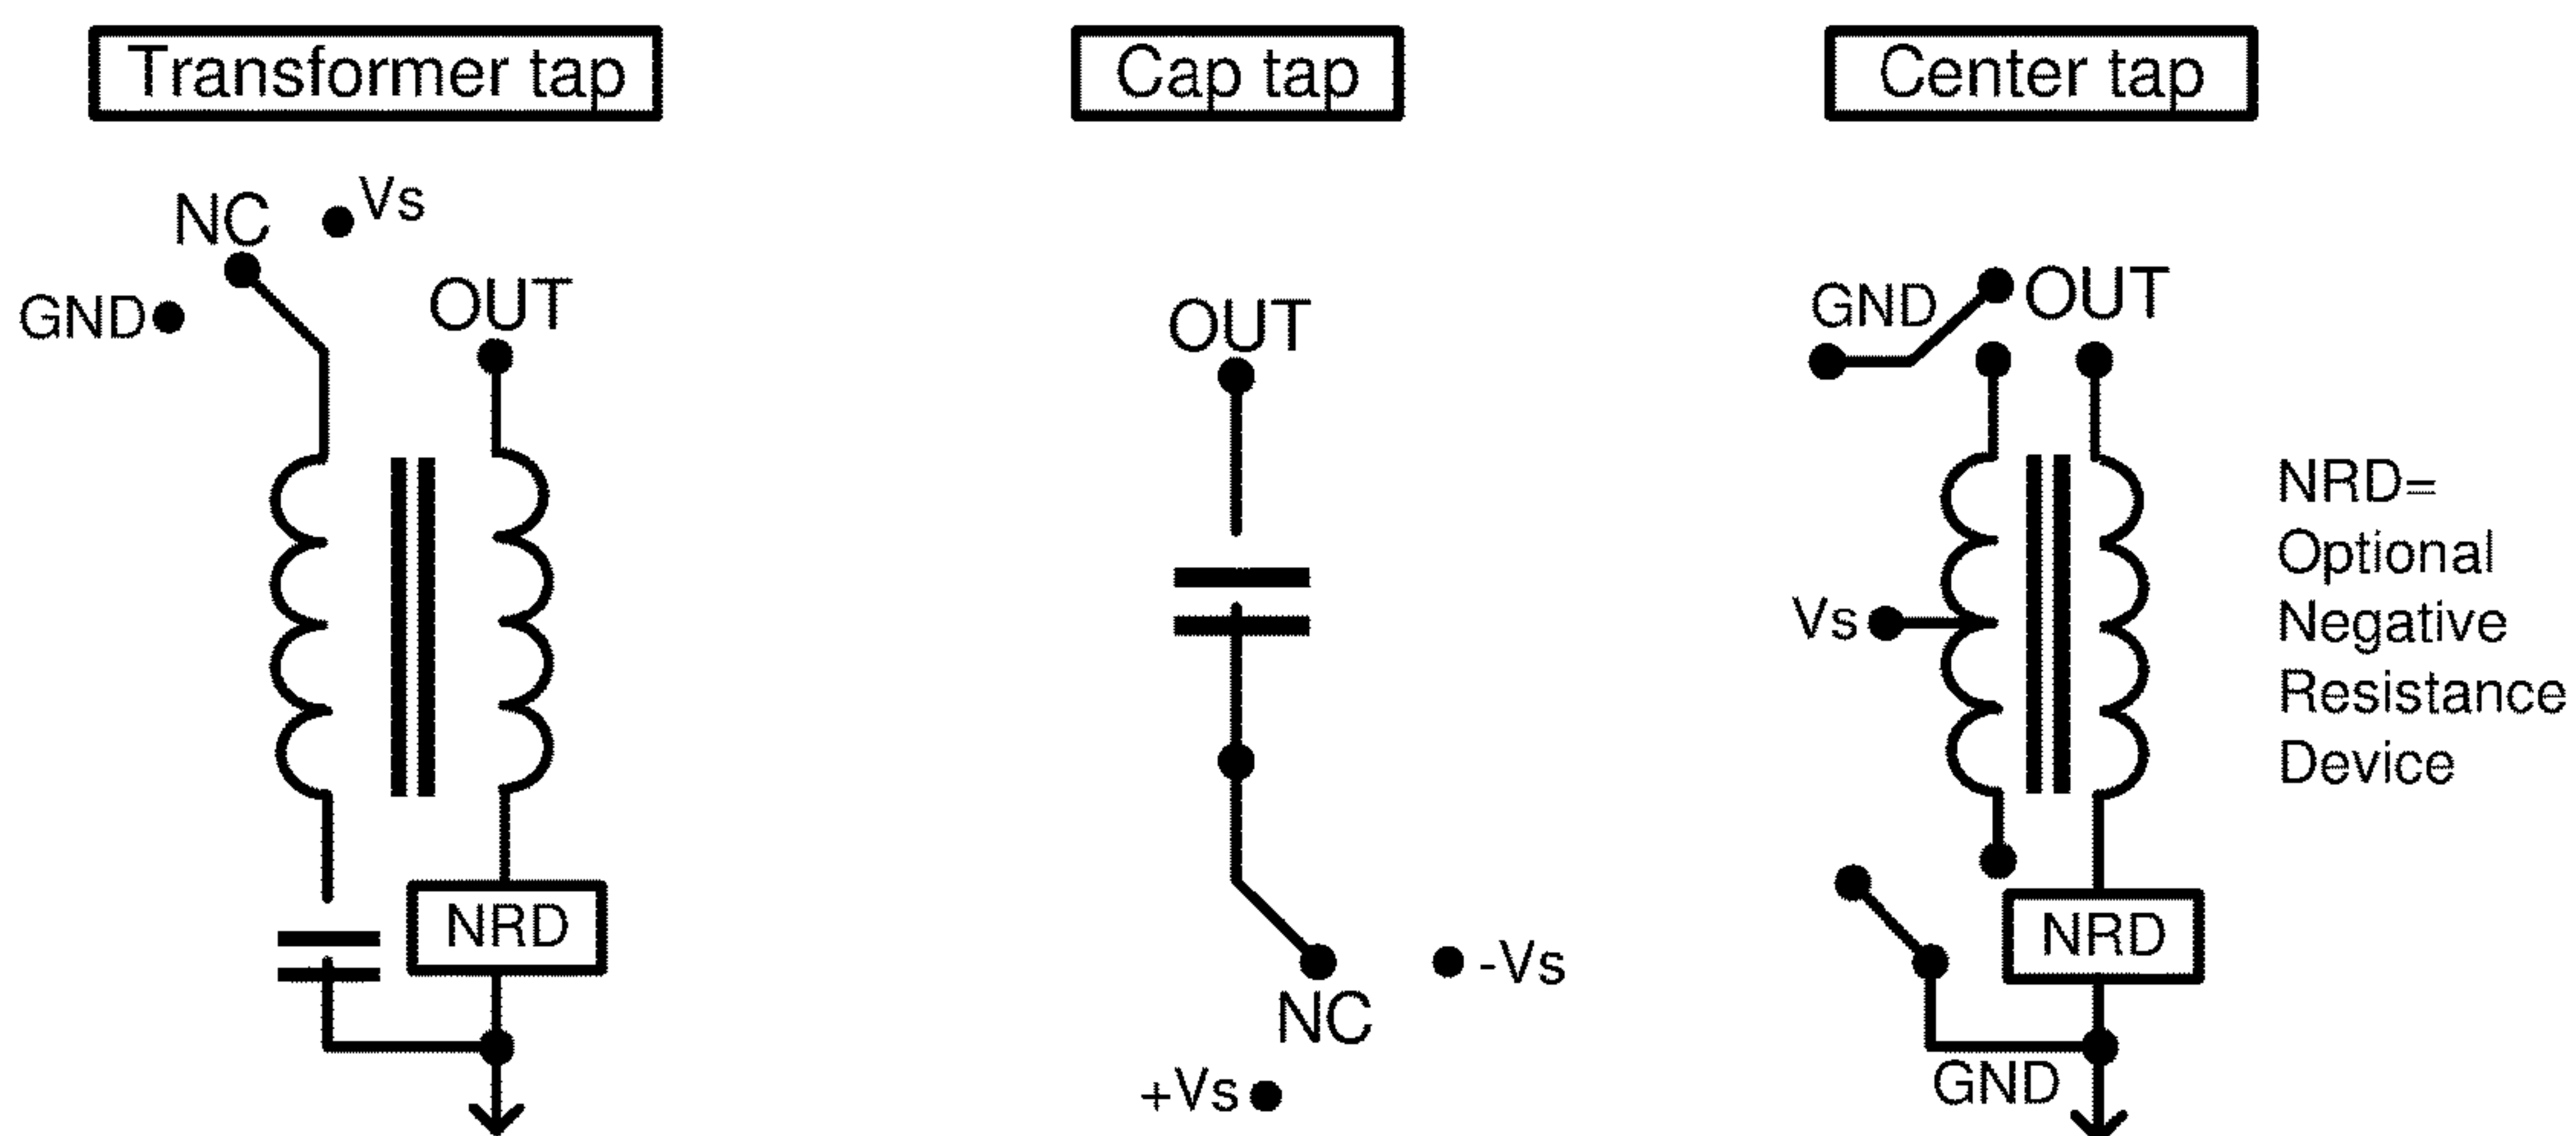 Transformer tap
NC
Vs
GND
OUT
NRD
Cap tap
OUT
-Vs
NC
+Vs
Center tap
GND
OUT
Vs
NRD
GND
NRD=
Optional
Negative
Resistance
Device